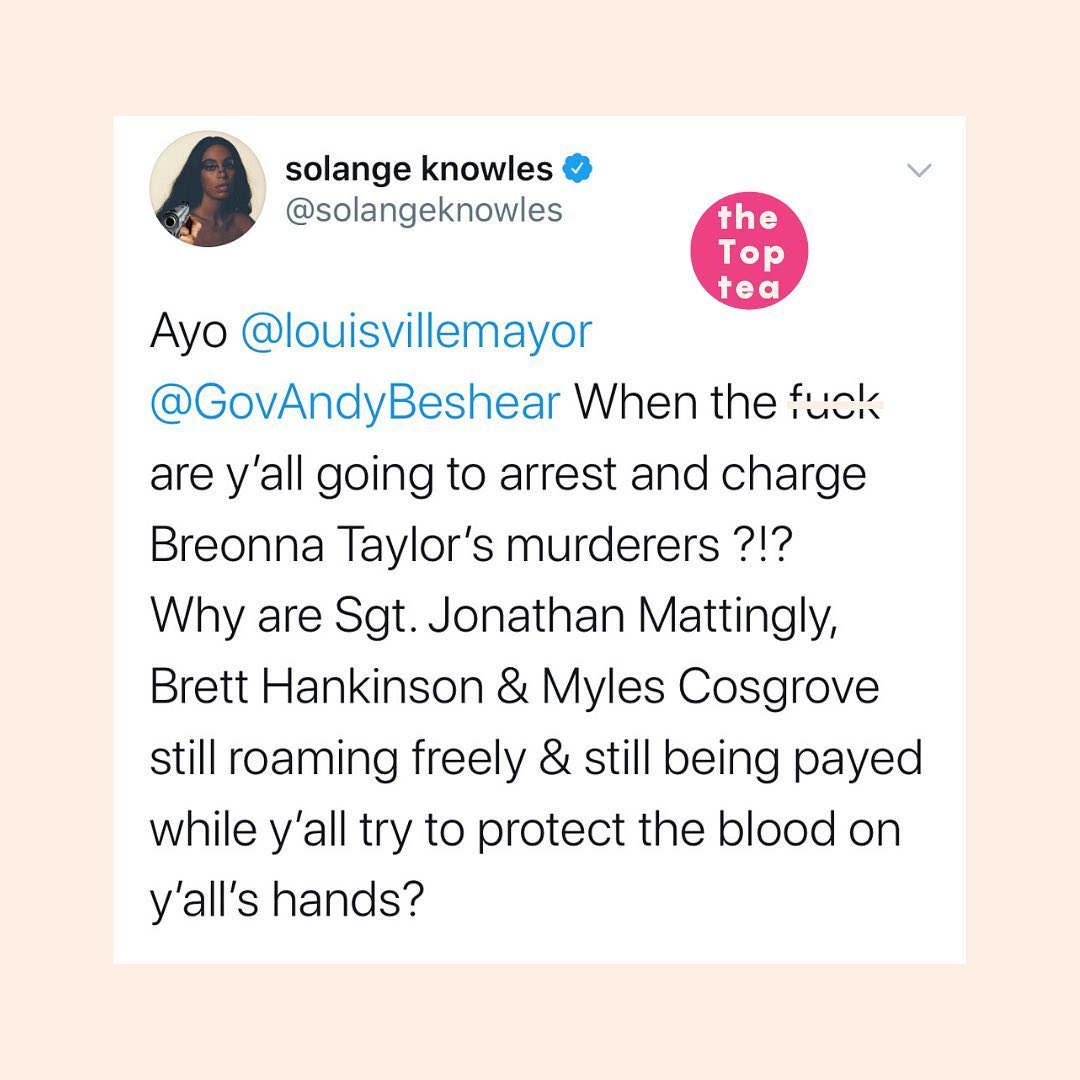 solange knowles
@solangeknowles
the
Top
tea
Ayo @louisvillemayor
@GovAndyBeshear When the fuck
are y’all going to arrest and charge
Breonna Taylor’s murderers ?!?
Why are Sgt. Jonathan Mattingly,
Brett Hankinson & Myles Cosgrove
still roaming freely & still being payed
while y’all try to protect the blood on
y’all’s hands?